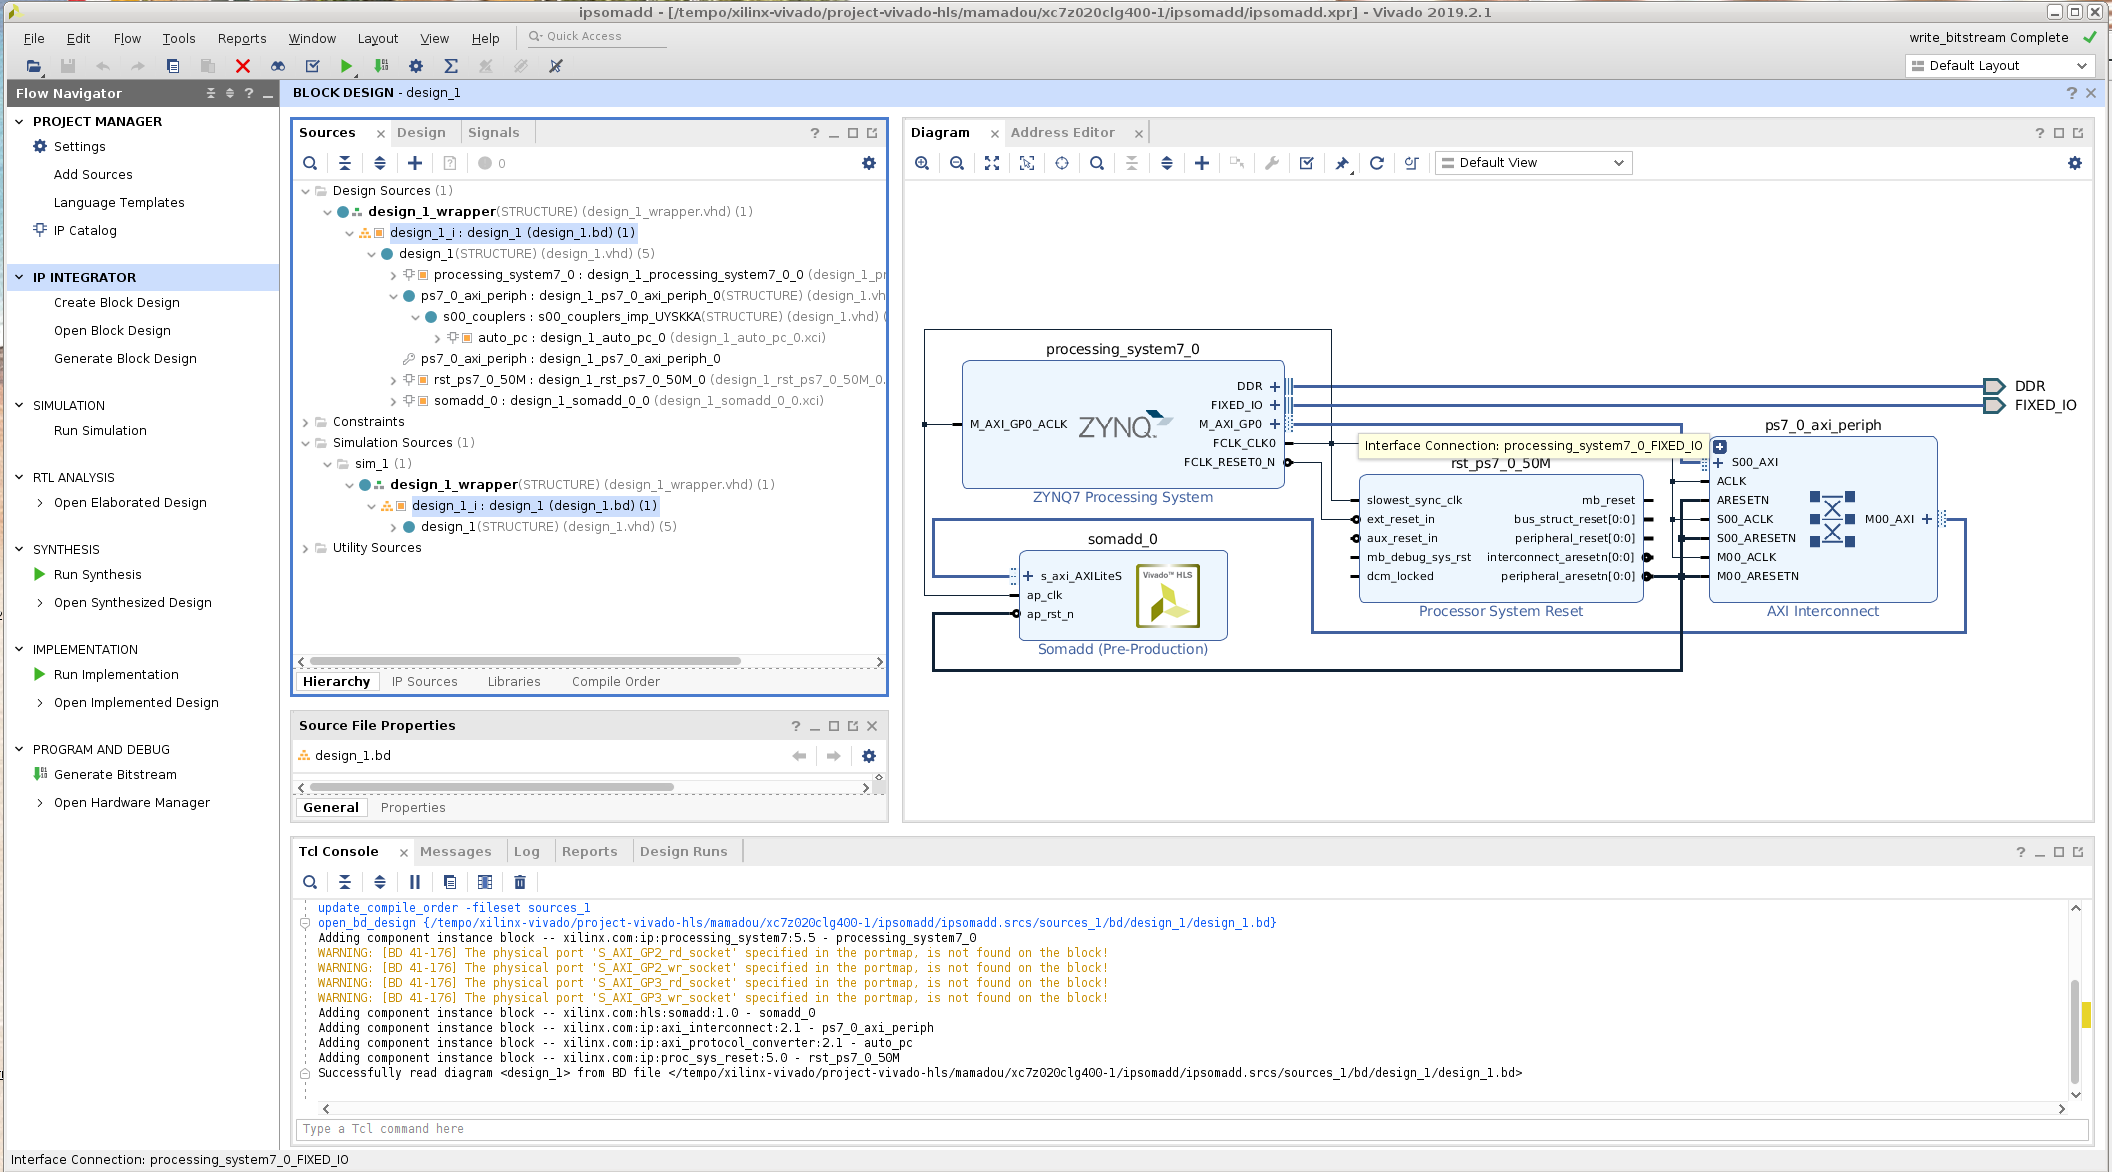 ipsomadd - [/tempo/xilinx-vivado/project-vivado-hls/mamadou/xc7z020clg400-1/ipsomadd/ipsomadd.xpr] - Vivado 2019.2.1
File Edit Flow Tools Reports Window Layout View Help Quick Access
write_bitstream Complete
Default Layout
Flow Navigator
PROJECT MANAGER
Settings
Add Sources
Language Templates
IP Catalog
IP INTEGRATOR
Create Block Design
Open Block Design
Generate Block Design
SIMULATION
Run Simulation
RTL ANALYSIS
Open Elaborated Design
SYNTHESIS
Run Synthesis
Open Synthesized Design
IMPLEMENTATION
Run Implementation
Open Implemented Design
PROGRAM AND DEBUG
Generate Bitstream
Open Hardware Manager
BLOCK DESIGN - design_1
Sources Design Signals
0
Design Sources (1)
design_1_wrapper(STRUCTURE) (design_1_wrapper.vhd) (1)
design_1_i : design_1 (design_1.bd) (1)
design_1(STRUCTURE) (design_1.vhd) (5)
processing_system7_0 : design_1_processing_system7_0_0 (design_1_pr
ps7_0_axi_periph : design_1_ps7_0_axi_periph_0(STRUCTURE) (design_1.vh
s00_couplers : s00_couplers_imp_UYSKKA(STRUCTURE) (design_1.vhd) (
auto_pc : design_1_auto_pc_0 (design_1_auto_pc_0.xci)
ps7_0_axi_periph : design_1_ps7_0_axi_periph_0
rst_ps7_0_50M : design_1_rst_ps7_0_50M_0 (design_1_rst_ps7_0_50M_0.
somadd_0 : design_1_somadd_0_0 (design_1_somadd_0_0.xci)
Constraints
Simulation Sources (1)
sim_1 (1)
design_1_wrapper(STRUCTURE) (design_1_wrapper.vhd) (1)
design_1_i : design_1 (design_1.bd) (1)
design_1(STRUCTURE) (design_1.vhd) (5)
Utility Sources
Hierarchy IP Sources Libraries Compile Order
Source File Properties
design_1.bd
General Properties
Diagram Address Editor
Default View
processing_system7_0
M_AXI_GP0_ACLK
ZYNQ
DDR
FIXED_IO
M_AXI_GP0
FCLK_CLK0
FCLK_RESET0_N
ZYNQ7 Processing System
DDR
FIXED_IO
Interface Connection: processing_system7_0_FIXED_IO
rst_ps7_0_50M
slowest_sync_clk
ext_reset_in
aux_reset_in
mb_debug_sys_rst
dcm_locked
mb_reset
bus_struct_reset[0:0]
peripheral_reset[0:0]
interconnect_aresetn[0:0]
peripheral_aresetn[0:0]
Processor System Reset
ps7_0_axi_periph
S00_AXI
ACLK
ARESETN
S00_ACLK
S00_ARESETN
M00_ACLK
M00_ARESETN
M00_AXI
AXI Interconnect
somadd_0
s_axi_AXILiteS
ap_clk
ap_rst_n
Vivado™ HLS
Somadd (Pre-Production)
Tcl Console Messages Log Reports Design Runs
update_compile_order -fileset sources_1
open_bd_design {/tempo/xilinx-vivado/project-vivado-hls/mamadou/xc7z020clg400-1/ipsomadd/ipsomadd.srcs/sources_1/bd/design_1/design_1.bd}
Adding component instance block -- xilinx.com:ip:processing_system7:5.5 - processing_system7_0
WARNING: [BD 41-176] The physical port 'S_AXI_GP2_rd_socket' specified in the portmap, is not found on the block!
WARNING: [BD 41-176] The physical port 'S_AXI_GP2_wr_socket' specified in the portmap, is not found on the block!
WARNING: [BD 41-176] The physical port 'S_AXI_GP3_rd_socket' specified in the portmap, is not found on the block!
WARNING: [BD 41-176] The physical port 'S_AXI_GP3_wr_socket' specified in the portmap, is not found on the block!
Adding component instance block -- xilinx.com:hls:somadd:1.0 - somadd_0
Adding component instance block -- xilinx.com:ip:axi_interconnect:2.1 - ps7_0_axi_periph
Adding component instance block -- xilinx.com:ip:axi_protocol_converter:2.1 - auto_pc
Adding component instance block -- xilinx.com:ip:proc_sys_reset:5.0 - rst_ps7_0_50M
Successfully read diagram <design_1> from BD file </tempo/xilinx-vivado/project-vivado-hls/mamadou/xc7z020clg400-1/ipsomadd/ipsomadd.srcs/sources_1/bd/design_1/design_1.bd>
Type a Tcl command here
Interface Connection: processing_system7_0_FIXED_IO